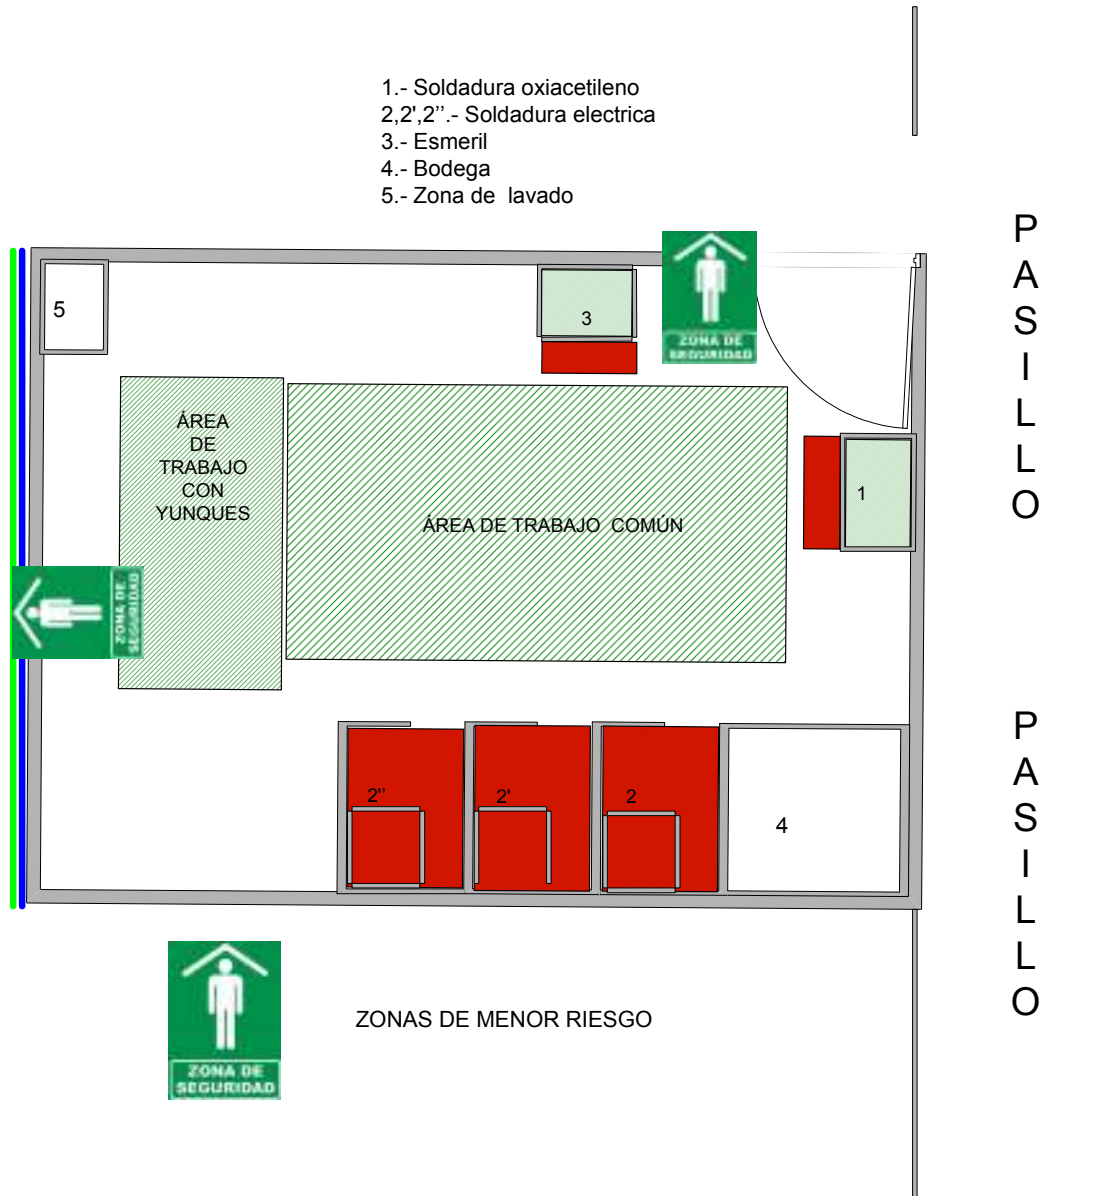 1.- Soldadura oxiacetileno
2,2',2''.- Soldadura electrica
3.- Esmeril
4.- Bodega
5.- Zona de lavado
P
A
S
I
L
L
O
5
3
ZONA DE
SEGURIDAD
ÁREA
DE
TRABAJO
CON
YUNQUES
ÁREA DE TRABAJO COMÚN
1
ZONA DE
SEGURIDAD
2''
2'
2
4
P
A
S
I
L
L
O
ZONA DE
SEGURIDAD
ZONAS DE MENOR RIESGO